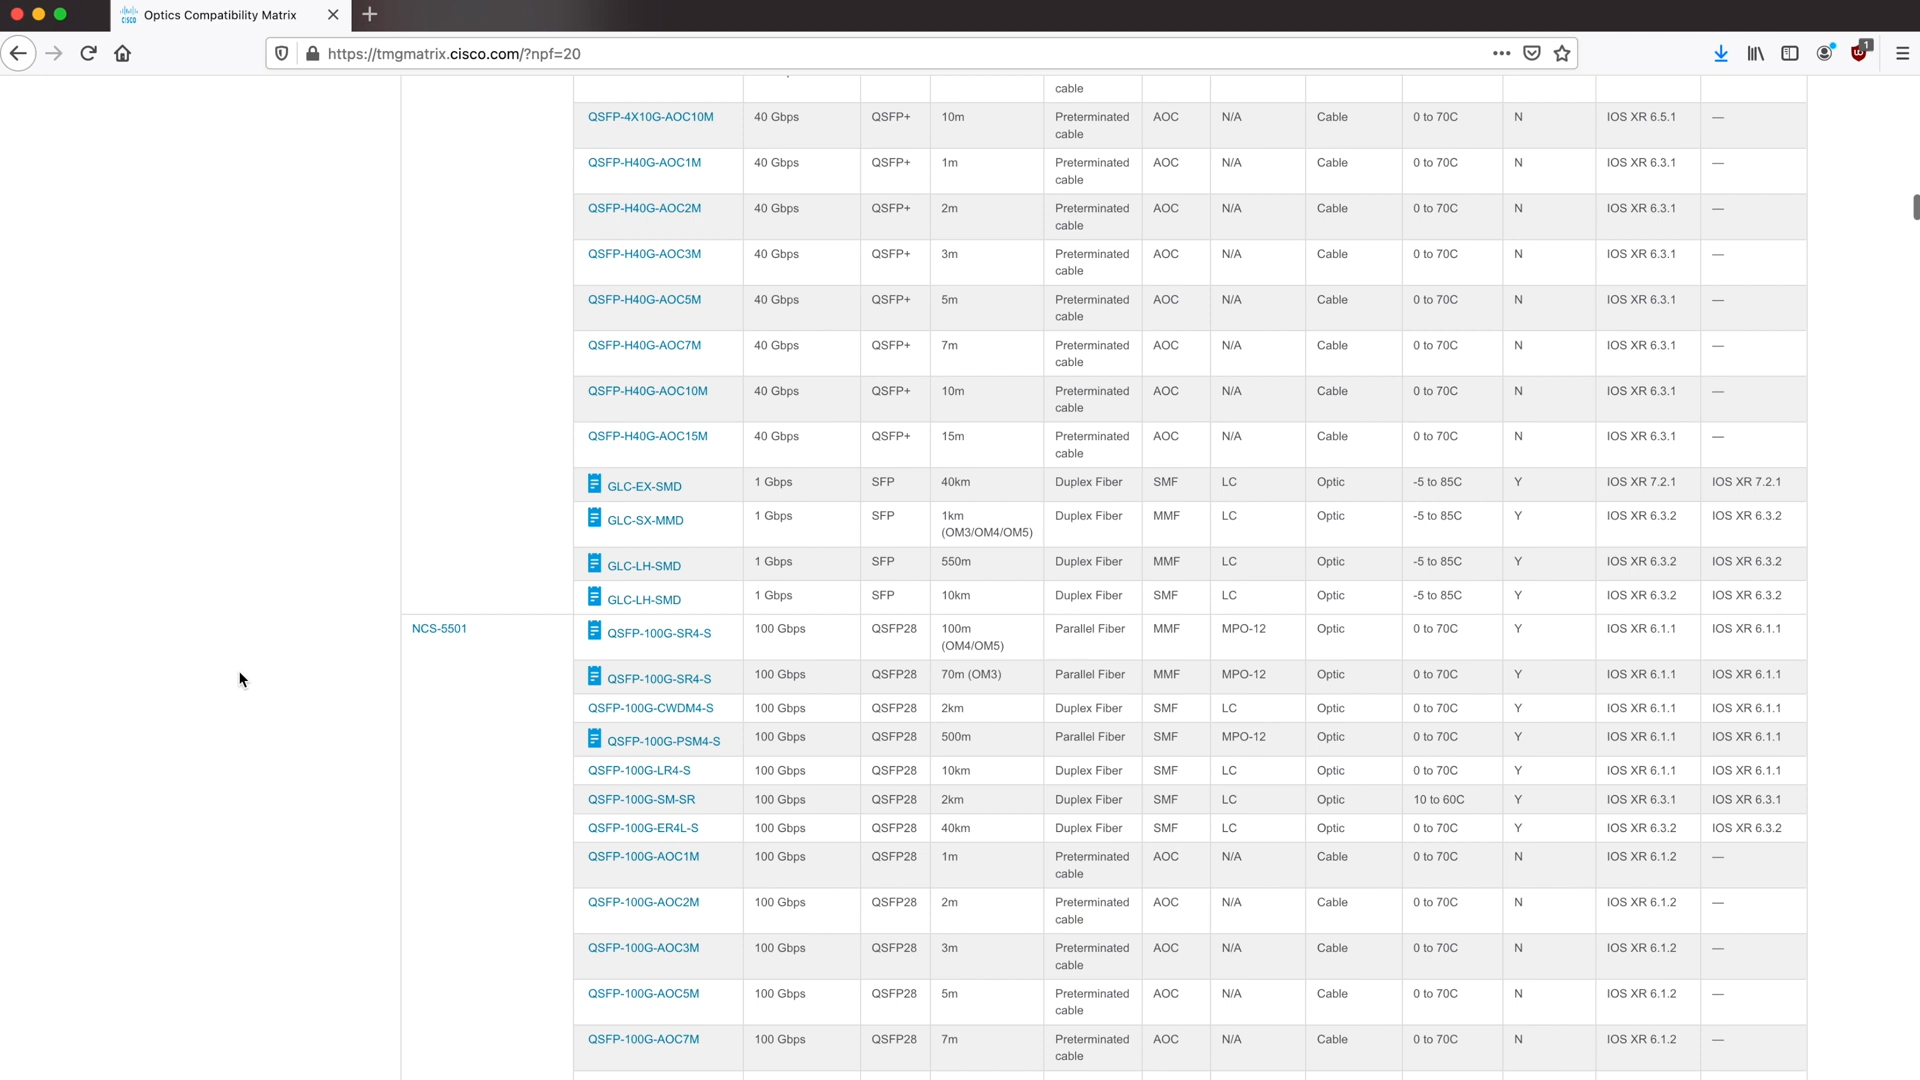 Optics Compatibility Matrix
https://tmgmatrix.cisco.com/?npf=20
1
cable
QSFP-4X10G-AOC10M 40 Gbps QSFP+ 10m Preterminated cable AOC N/A Cable 0 to 70C N IOS XR 6.5.1 —
QSFP-H40G-AOC1M 40 Gbps QSFP+ 1m Preterminated cable AOC N/A Cable 0 to 70C N IOS XR 6.3.1 —
QSFP-H40G-AOC2M 40 Gbps QSFP+ 2m Preterminated cable AOC N/A Cable 0 to 70C N IOS XR 6.3.1 —
QSFP-H40G-AOC3M 40 Gbps QSFP+ 3m Preterminated cable AOC N/A Cable 0 to 70C N IOS XR 6.3.1 —
QSFP-H40G-AOC5M 40 Gbps QSFP+ 5m Preterminated cable AOC N/A Cable 0 to 70C N IOS XR 6.3.1 —
QSFP-H40G-AOC7M 40 Gbps QSFP+ 7m Preterminated cable AOC N/A Cable 0 to 70C N IOS XR 6.3.1 —
QSFP-H40G-AOC10M 40 Gbps QSFP+ 10m Preterminated cable AOC N/A Cable 0 to 70C N IOS XR 6.3.1 —
QSFP-H40G-AOC15M 40 Gbps QSFP+ 15m Preterminated cable AOC N/A Cable 0 to 70C N IOS XR 6.3.1 —
GLC-EX-SMD 1 Gbps SFP 40km Duplex Fiber SMF LC Optic -5 to 85C Y IOS XR 7.2.1 IOS XR 7.2.1
GLC-SX-MMD 1 Gbps SFP 1km (OM3/OM4/OM5) Duplex Fiber MMF LC Optic -5 to 85C Y IOS XR 6.3.2 IOS XR 6.3.2
GLC-LH-SMD 1 Gbps SFP 550m Duplex Fiber MMF LC Optic -5 to 85C Y IOS XR 6.3.2 IOS XR 6.3.2
GLC-LH-SMD 1 Gbps SFP 10km Duplex Fiber SMF LC Optic -5 to 85C Y IOS XR 6.3.2 IOS XR 6.3.2
NCS-5501 QSFP-100G-SR4-S 100 Gbps QSFP28 100m (OM4/OM5) Parallel Fiber MMF MPO-12 Optic 0 to 70C Y IOS XR 6.1.1 IOS XR 6.1.1
QSFP-100G-SR4-S 100 Gbps QSFP28 70m (OM3) Parallel Fiber MMF MPO-12 Optic 0 to 70C Y IOS XR 6.1.1 IOS XR 6.1.1
QSFP-100G-CWDM4-S 100 Gbps QSFP28 2km Duplex Fiber SMF LC Optic 0 to 70C Y IOS XR 6.1.1 IOS XR 6.1.1
QSFP-100G-PSM4-S 100 Gbps QSFP28 500m Parallel Fiber SMF MPO-12 Optic 0 to 70C Y IOS XR 6.1.1 IOS XR 6.1.1
QSFP-100G-LR4-S 100 Gbps QSFP28 10km Duplex Fiber SMF LC Optic 0 to 70C Y IOS XR 6.1.1 IOS XR 6.1.1
QSFP-100G-SM-SR 100 Gbps QSFP28 2km Duplex Fiber SMF LC Optic 10 to 60C Y IOS XR 6.3.1 IOS XR 6.3.1
QSFP-100G-ER4L-S 100 Gbps QSFP28 40km Duplex Fiber SMF LC Optic 0 to 70C Y IOS XR 6.3.2 IOS XR 6.3.2
QSFP-100G-AOC1M 100 Gbps QSFP28 1m Preterminated cable AOC N/A Cable 0 to 70C N IOS XR 6.1.2 —
QSFP-100G-AOC2M 100 Gbps QSFP28 2m Preterminated cable AOC N/A Cable 0 to 70C N IOS XR 6.1.2 —
QSFP-100G-AOC3M 100 Gbps QSFP28 3m Preterminated cable AOC N/A Cable 0 to 70C N IOS XR 6.1.2 —
QSFP-100G-AOC5M 100 Gbps QSFP28 5m Preterminated cable AOC N/A Cable 0 to 70C N IOS XR 6.1.2 —
QSFP-100G-AOC7M 100 Gbps QSFP28 7m Preterminated cable AOC N/A Cable 0 to 70C N IOS XR 6.1.2 —